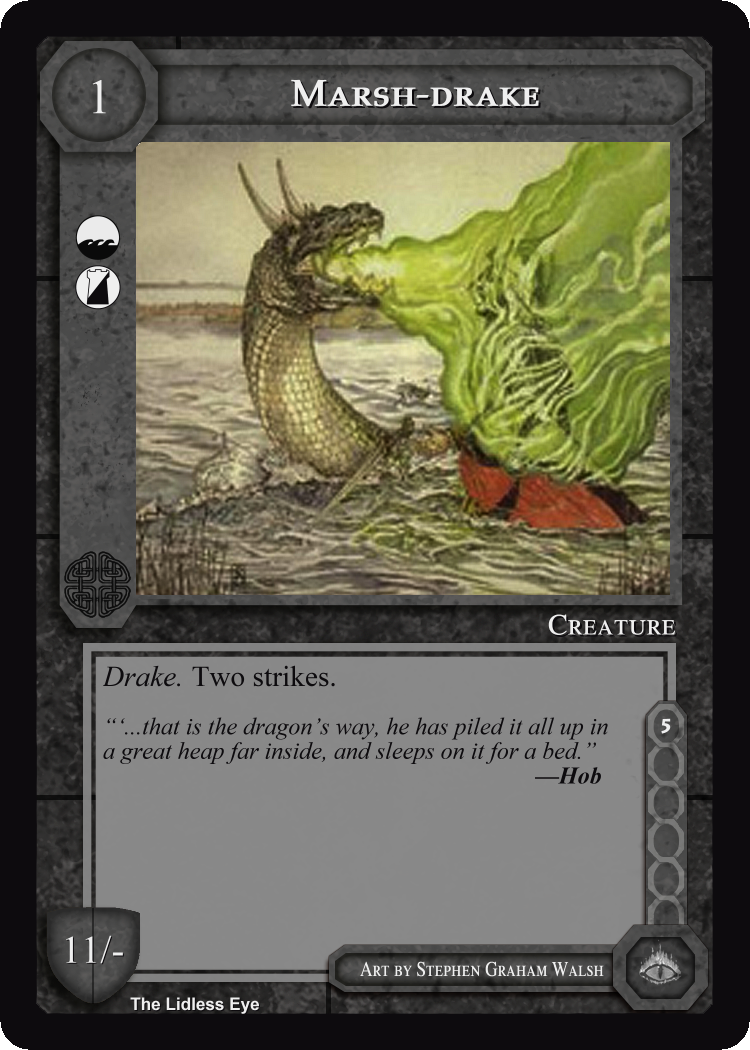 1
MARSH-DRAKE
CREATURE
Drake. Two strikes.
“‘...that is the dragon’s way, he has piled it all up in
a great heap far inside, and sleeps on it for a bed.”
—Hob
5
11/-
ART BY STEPHEN GRAHAM WALSH
The Lidless Eye